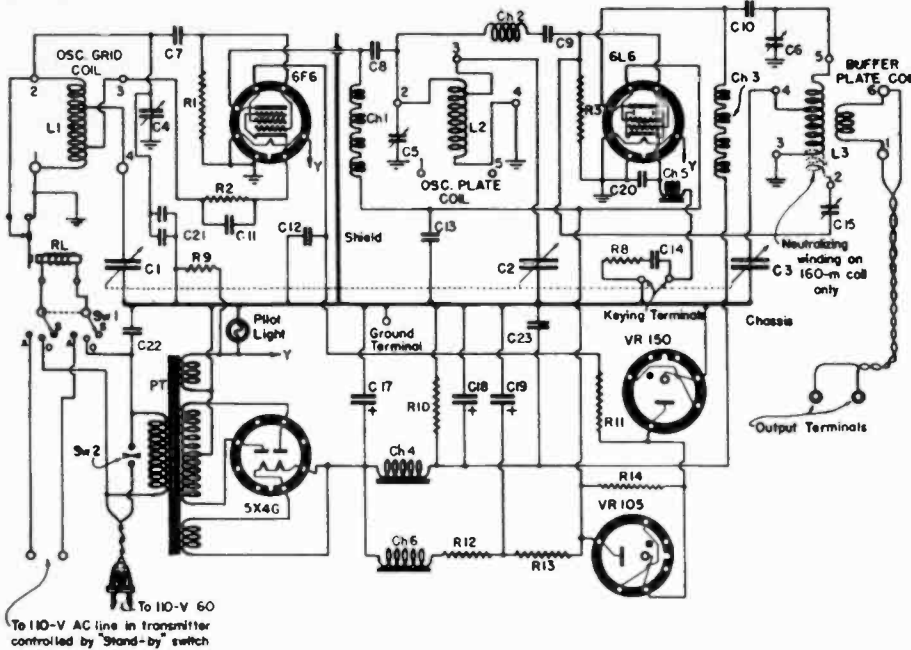 C7
Ch 2
C9
C10
C6
OSC. GRID
COIL
2
3
L1
C4
R1
6F6
C8
Ch 1
2
C5
3
L2
4
5
OSC. PLATE
COIL
R3
6L6
Y
C20
Ch 5
Ch 3
4
3
5
L3
2
C15
BUFFER
PLATE COIL
6
1
4
Y
R2
C11
C21
C12
Shield
C13
RL
C1
R9
C2
R8
C14
C3
Neutralizing
winding on
160-m coil
only
Sw1
A
B
C
A
B
C
C22
Pilot
Light
Y
Ground
Terminal
C23
Keying Terminals
Chassis
PT
C17
+
R10
C18
+
C19
+
VR 150
R11
Output Terminals
Sw2
5X4G
Ch 4
R14
VR 105
Ch 6
R12
R13
To 110-V 60
To 110-V AC line in transmitter
controlled by "Stand-by" switch